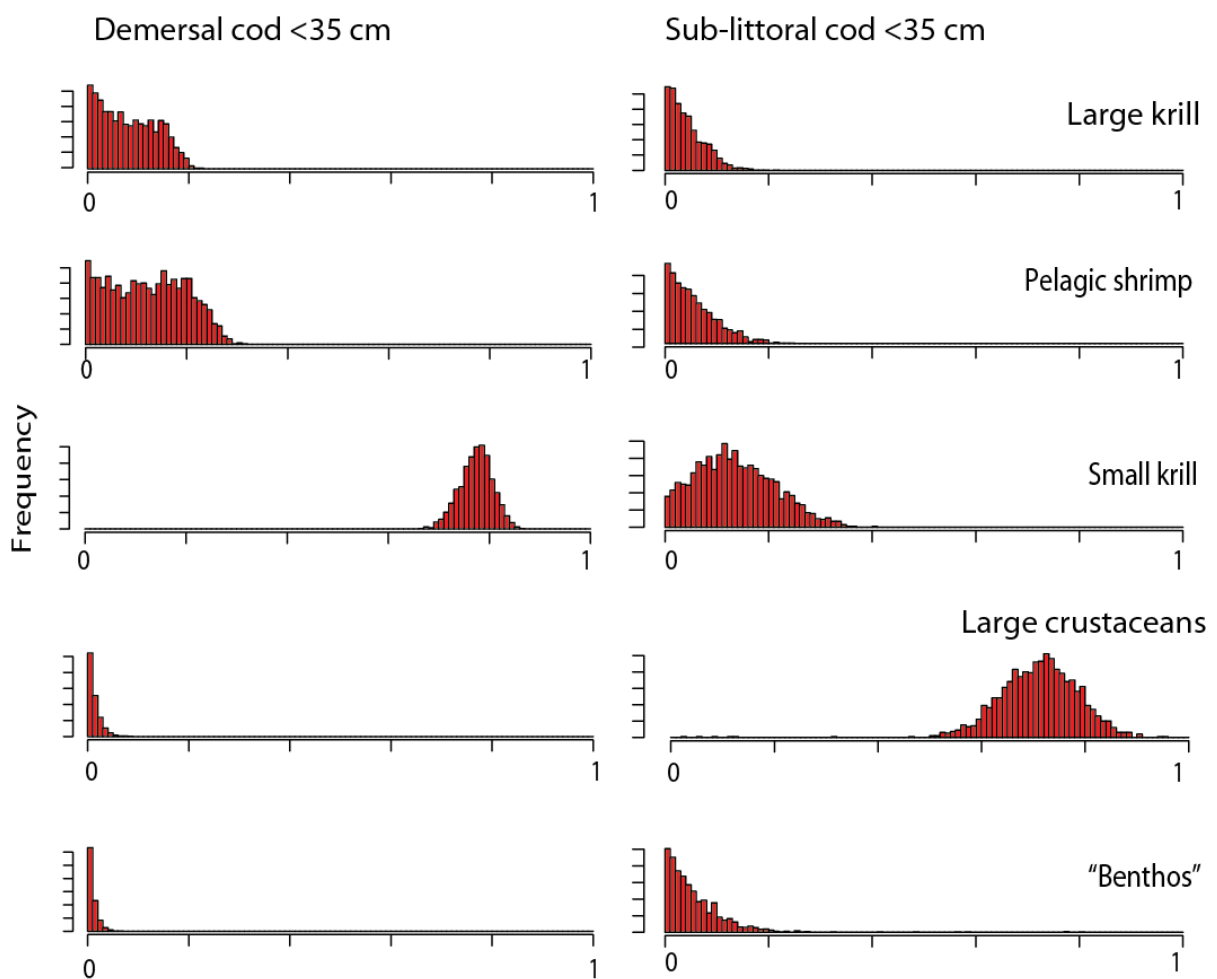 Demersal cod <35 cm
Sub-littoral cod <35 cm
Large krill
0 1
0 1
Pelagic shrimp
0 1
0 1
Frequency
Small krill
0 1
0 1
Large crustaceans
0 1
0 1
“Benthos”
0 1
0 1